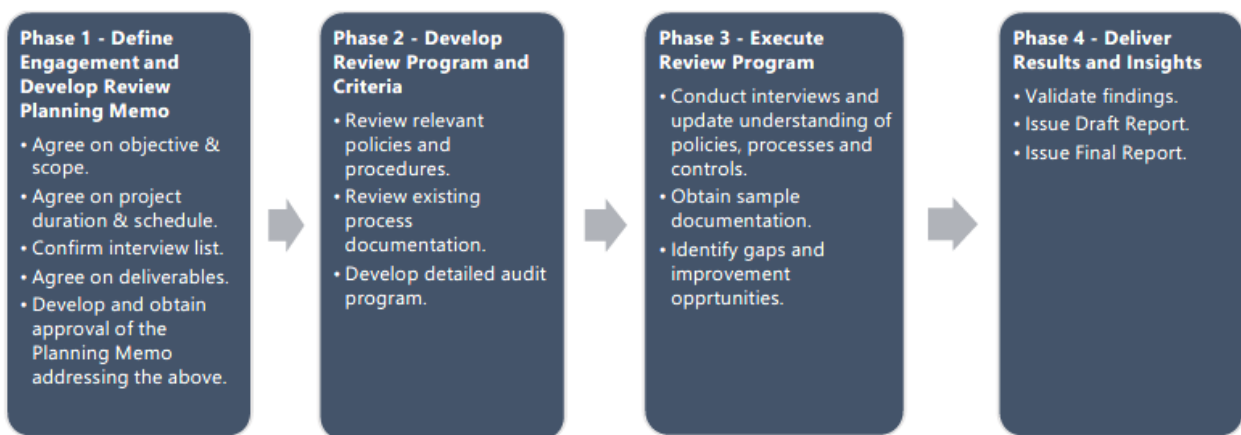 Phase 1 - Define
Engagement and
Develop Review
Planning Memo
• Agree on objective &
scope.
• Agree on project
duration & schedule.
• Confirm interview list.
• Agree on deliverables.
• Develop and obtain
approval of the
Planning Memo
addressing the above.
Phase 2 - Develop
Review Program and
Criteria
• Review relevant
policies and
procedures.
• Review existing
process
documentation.
• Develop detailed audit
program.
Phase 3 - Execute
Review Program
• Conduct interviews and
update understanding of
policies, processes and
controls.
• Obtain sample
documentation.
• Identify gaps and
improvement
opprtunities.
Phase 4 - Deliver
Results and Insights
• Validate findings.
• Issue Draft Report.
• Issue Final Report.